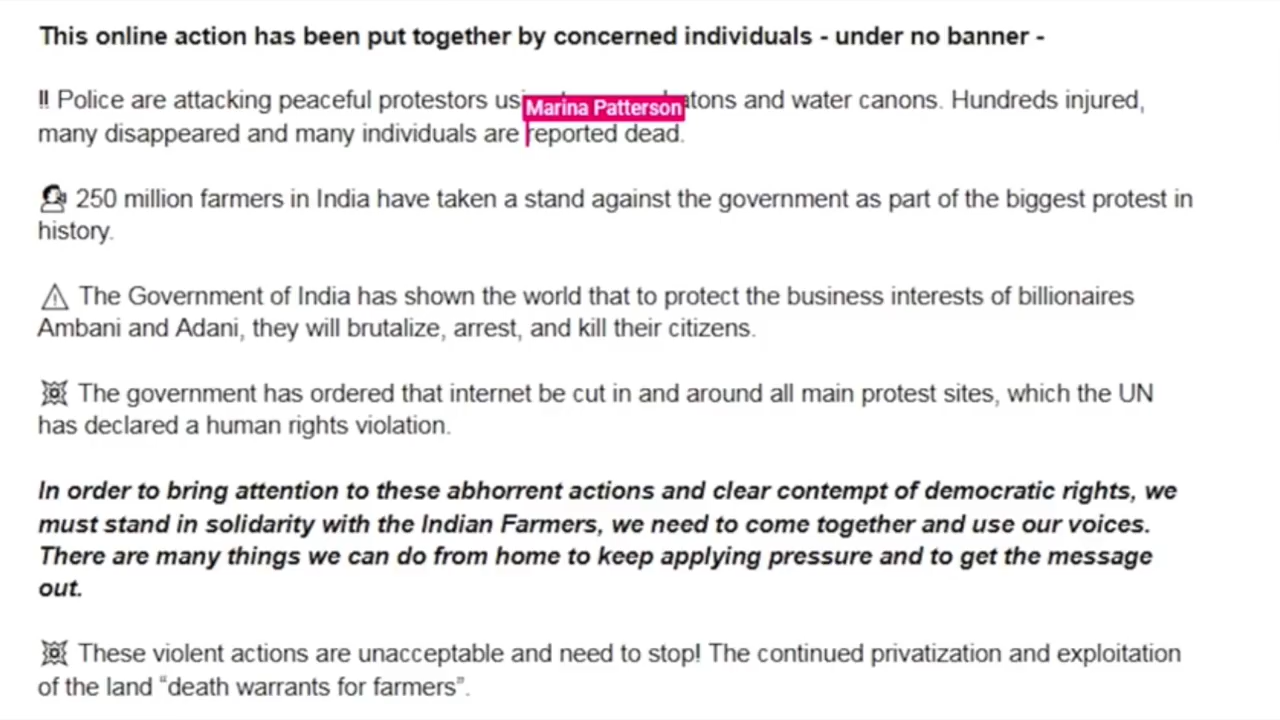 This online action has been put together by concerned individuals - under no banner -
‼ Police are attacking peaceful protestors atons and water canons. Hundreds injured,
Marina Patterson
many disappeared and many individuals are reported dead.
250 million farmers in India have taken a stand against the government as part of the biggest protest in
history.
The Government of India has shown the world that to protect the business interests of billionaires
Ambani and Adani, they will brutalize, arrest, and kill their citizens.
The government has ordered that internet be cut in and around all main protest sites, which the UN
has declared a human rights violation.
In order to bring attention to these abhorrent actions and clear contempt of democratic rights, we
must stand in solidarity with the Indian Farmers, we need to come together and use our voices.
There are many things we can do from home to keep applying pressure and to get the message
out.
These violent actions are unacceptable and need to stop! The continued privatization and exploitation
of the land “death warrants for farmers”.